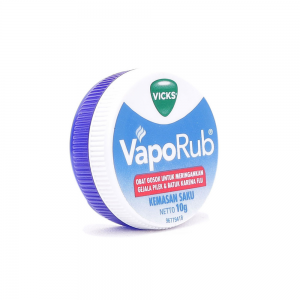 VICKS
VapoRub®
OBAT GOSOK UNTUK MERINGANKAN
GEJALA PILEK & BATUK KARENA FLU
KEMASAN SAKU
NETTO 10g